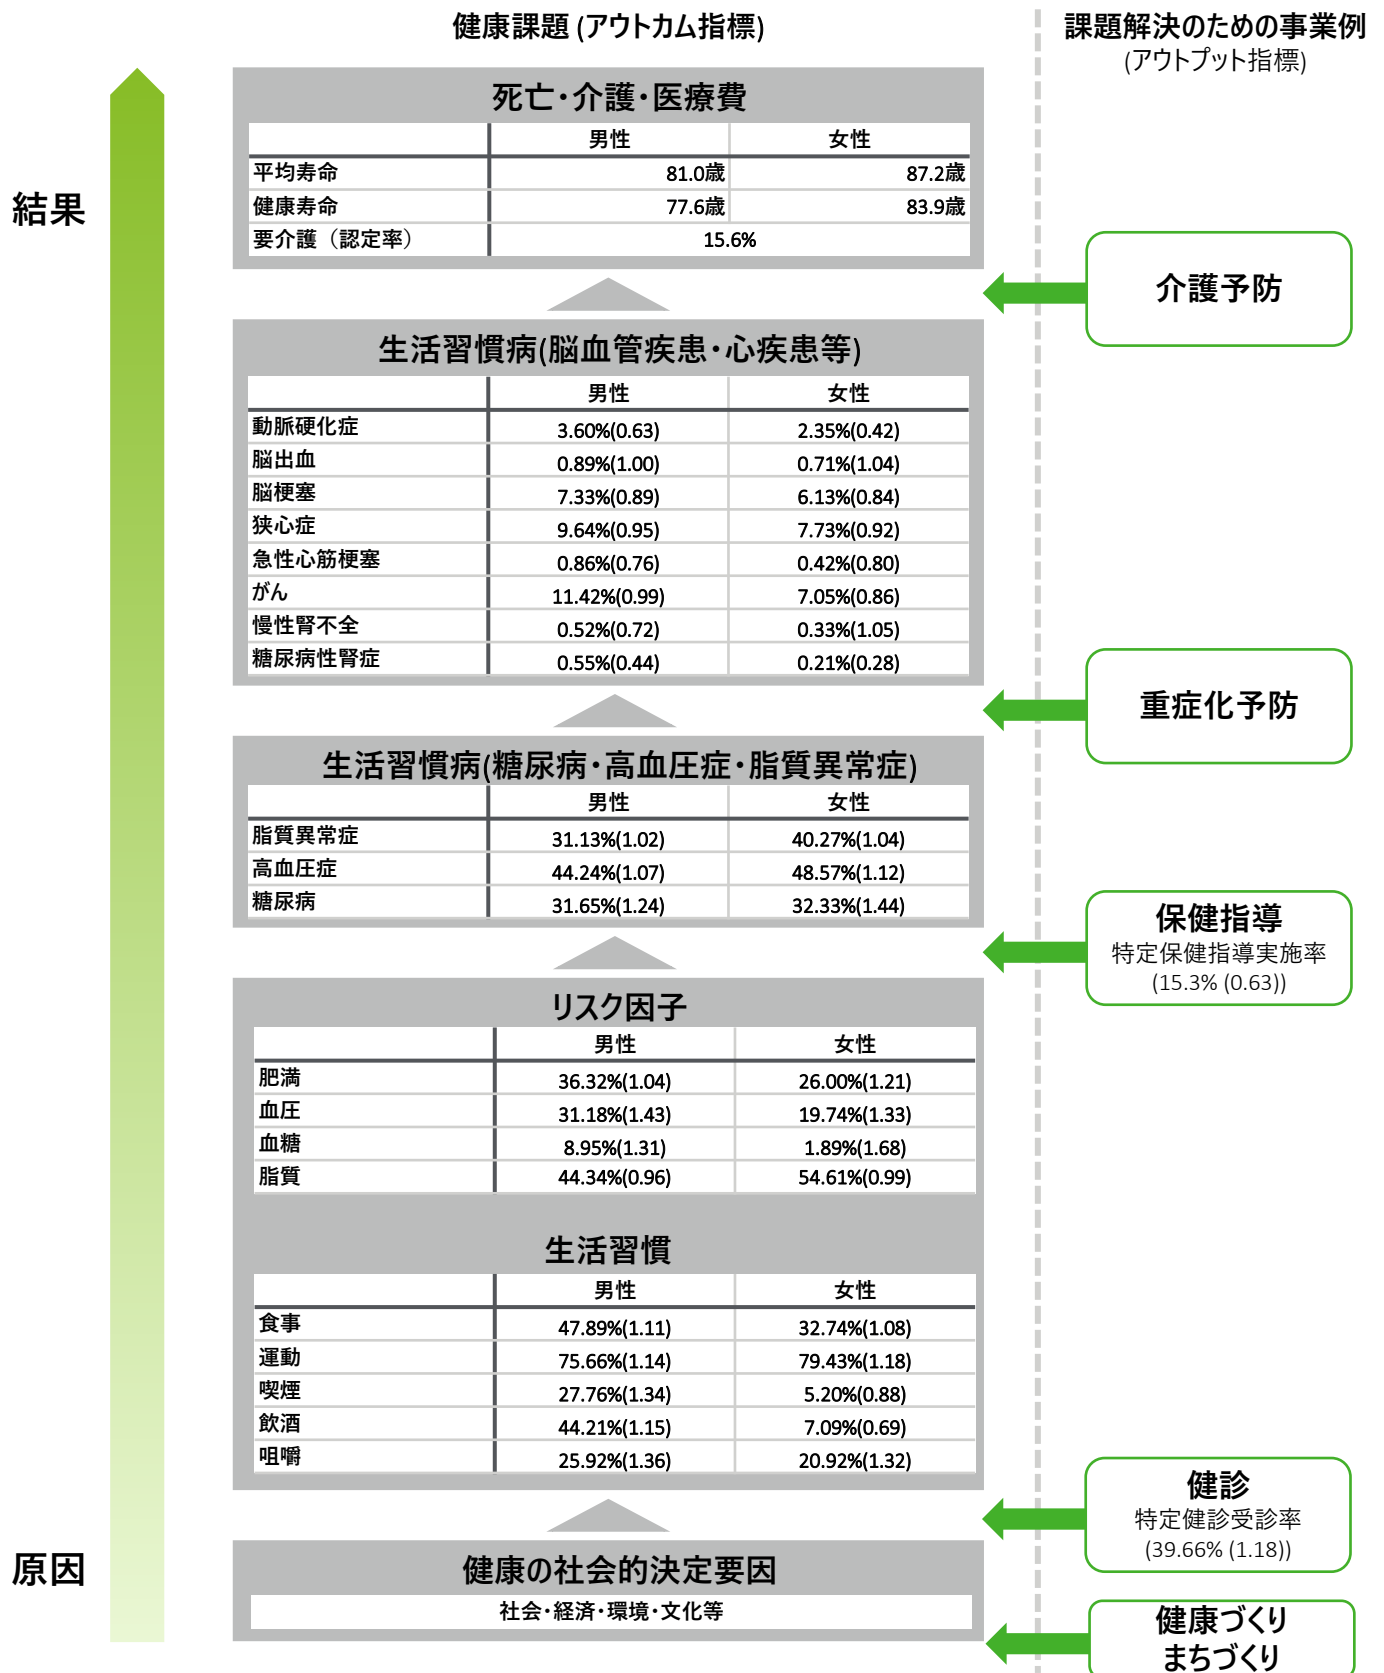 健康課題 (アウトカム指標)
課題解決のための事業例
(アウトプット指標)
結果
死亡・介護・医療費
男性 女性
平均寿命 81.0歳 87.2歳
健康寿命 77.6歳 83.9歳
要介護（認定率） 15.6%
介護予防
生活習慣病(脳血管疾患・心疾患等)
男性 女性
動脈硬化症 3.60%(0.63) 2.35%(0.42)
脳出血 0.89%(1.00) 0.71%(1.04)
脳梗塞 7.33%(0.89) 6.13%(0.84)
狭心症 9.64%(0.95) 7.73%(0.92)
急性心筋梗塞 0.86%(0.76) 0.42%(0.80)
がん 11.42%(0.99) 7.05%(0.86)
慢性腎不全 0.52%(0.72) 0.33%(1.05)
糖尿病性腎症 0.55%(0.44) 0.21%(0.28)
重症化予防
生活習慣病(糖尿病・高血圧症・脂質異常症)
男性 女性
脂質異常症 31.13%(1.02) 40.27%(1.04)
高血圧症 44.24%(1.07) 48.57%(1.12)
糖尿病 31.65%(1.24) 32.33%(1.44)
保健指導
特定保健指導実施率
(15.3% (0.63))
リスク因子
男性 女性
肥満 36.32%(1.04) 26.00%(1.21)
血圧 31.18%(1.43) 19.74%(1.33)
血糖 8.95%(1.31) 1.89%(1.68)
脂質 44.34%(0.96) 54.61%(0.99)
生活習慣
男性 女性
食事 47.89%(1.11) 32.74%(1.08)
運動 75.66%(1.14) 79.43%(1.18)
喫煙 27.76%(1.34) 5.20%(0.88)
飲酒 44.21%(1.15) 7.09%(0.69)
咀嚼 25.92%(1.36) 20.92%(1.32)
健診
特定健診受診率
(39.66% (1.18))
原因
健康の社会的決定要因
社会・経済・環境・文化等
健康づくり
まちづくり